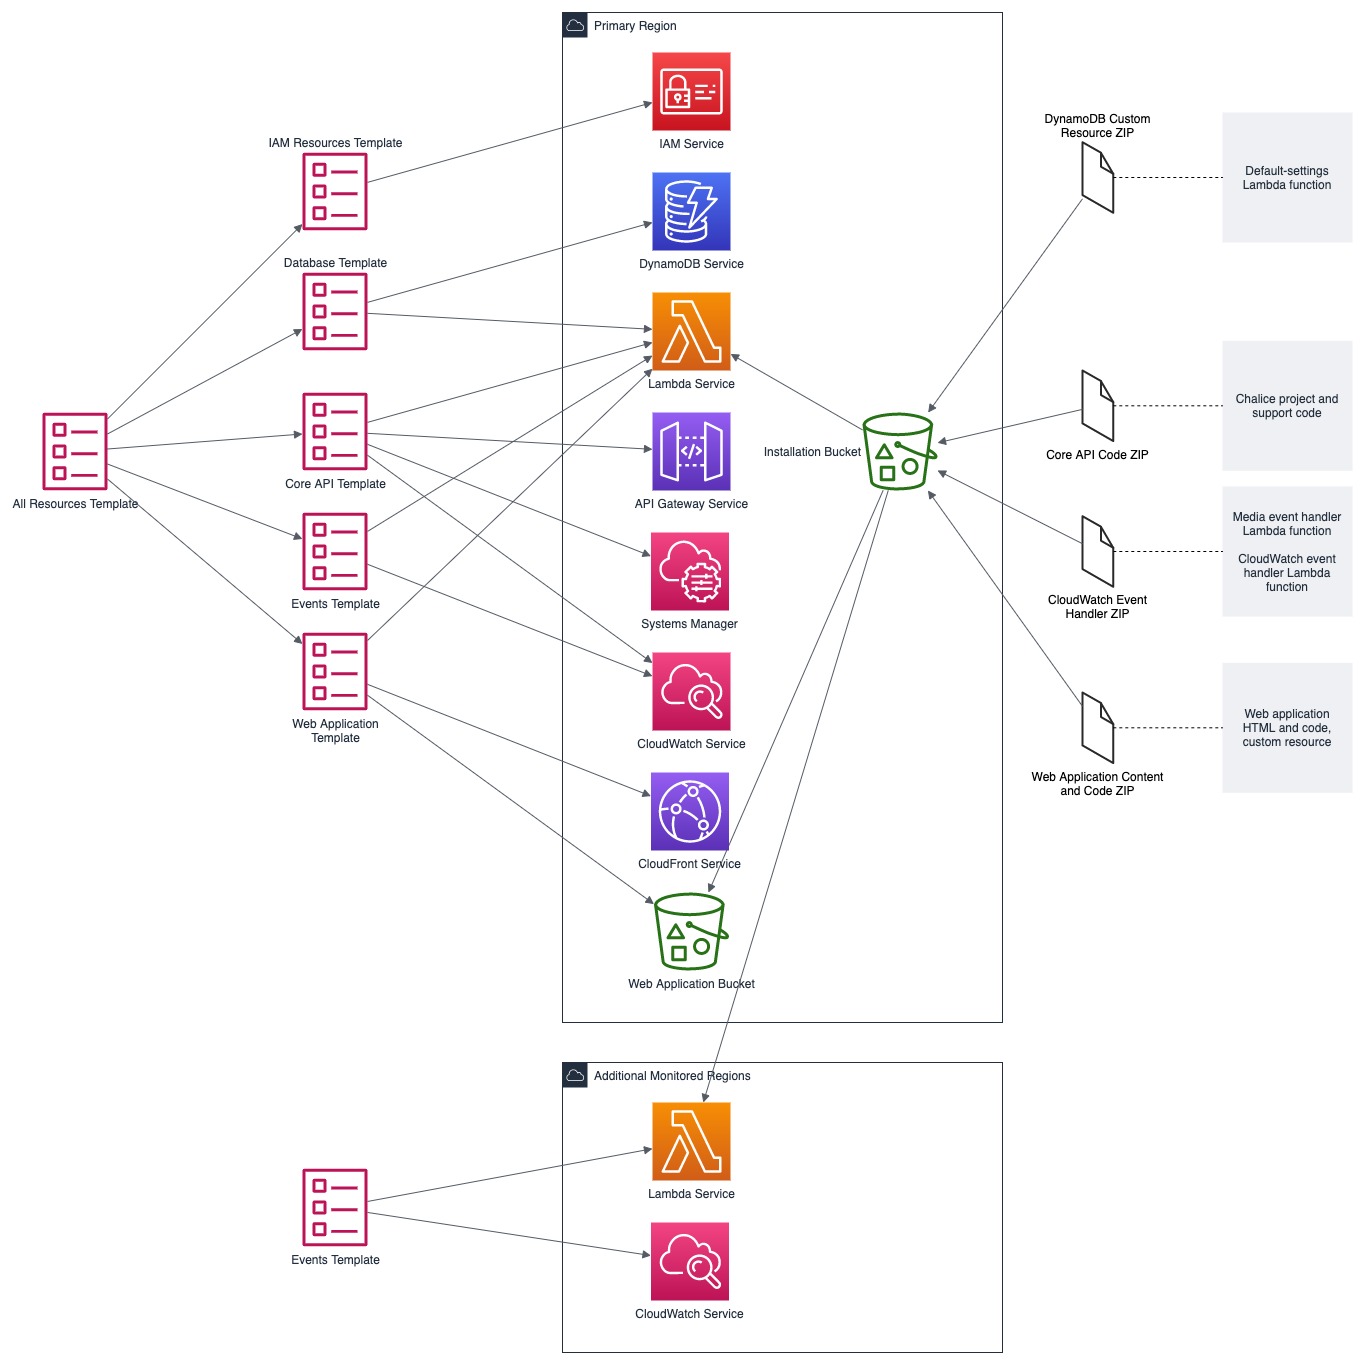 Primary Region
IAM Service
DynamoDB Service
Lambda Service
API Gateway Service
Systems Manager
CloudWatch Service
CloudFront Service
Web Application Bucket
Installation Bucket
IAM Resources Template
Database Template
Core API Template
Events Template
Web Application
Template
All Resources Template
DynamoDB Custom
Resource ZIP
Default-settings
Lambda function
Core API Code ZIP
Chalice project and
support code
CloudWatch Event
Handler ZIP
Media event handler
Lambda function
CloudWatch event
handler Lambda
function
Web Application Content
and Code ZIP
Web application
HTML and code,
custom resource
Additional Monitored Regions
Lambda Service
CloudWatch Service
Events Template